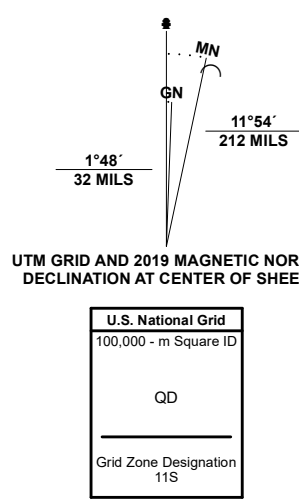 MN
GN
11°54´
212 MILS
1°48´
32 MILS
UTM GRID AND 2019 MAGNETIC NOR
DECLINATION AT CENTER OF SHEE
U.S. National Grid
100,000 - m Square ID
QD
Grid Zone Designation
11S